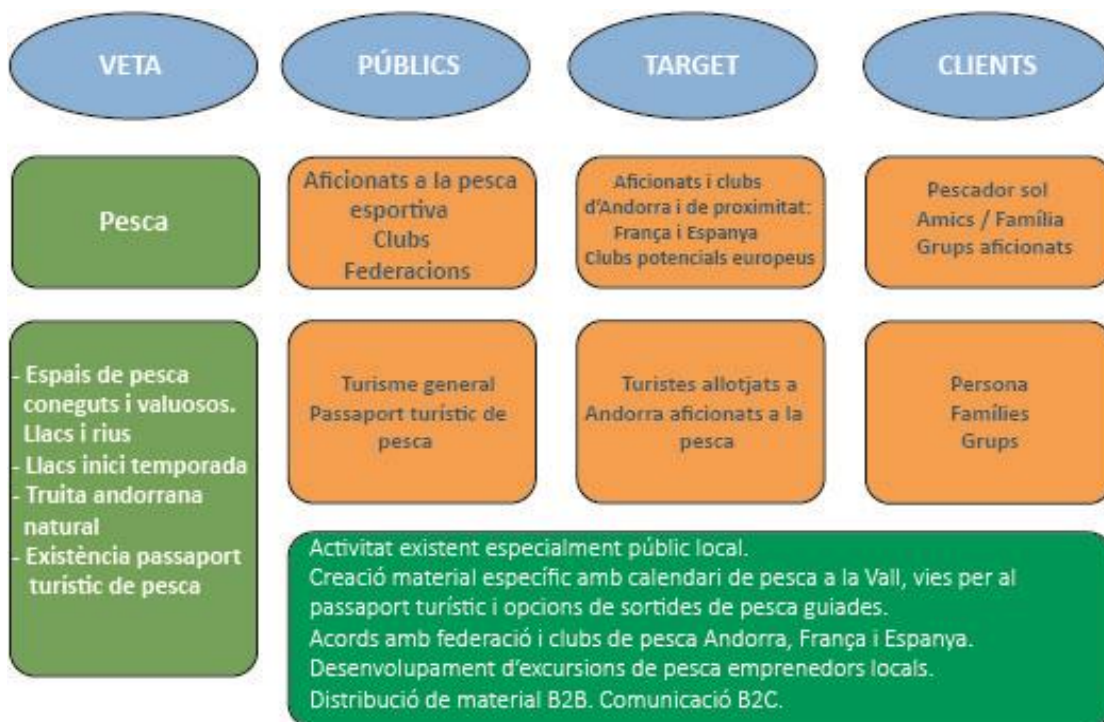 VETA
PÚBLICS
TARGET
CLIENTS
Pesca
Aficionats a la pesca
esportiva
Clubs
Federacions
Aficionats i clubs
d'Andorra i de proximitat:
França i Espanya
Clubs potencials europeus
Pescador sol
Amics / Família
Grups aficionats
- Espais de pesca
coneguts i valuosos.
Llacs i rius
- Llacs inici temporada
- Truita andorrana
natural
- Existència passaport
turístic de pesca
Turisme general
Passaport turístic de
pesca
Turistes allotjats a
Andorra aficionats a la
pesca
Persona
Famílies
Grups
Activitat existent especialment públic local.
Creació material específic amb calendari de pesca a la Vall, vies per al
passaport turístic i opcions de sortides de pesca guiades.
Acords amb federació i clubs de pesca Andorra, França i Espanya.
Desenvolupament d'excursions de pesca emprenedors locals.
Distribució de material B2B. Comunicació B2C.